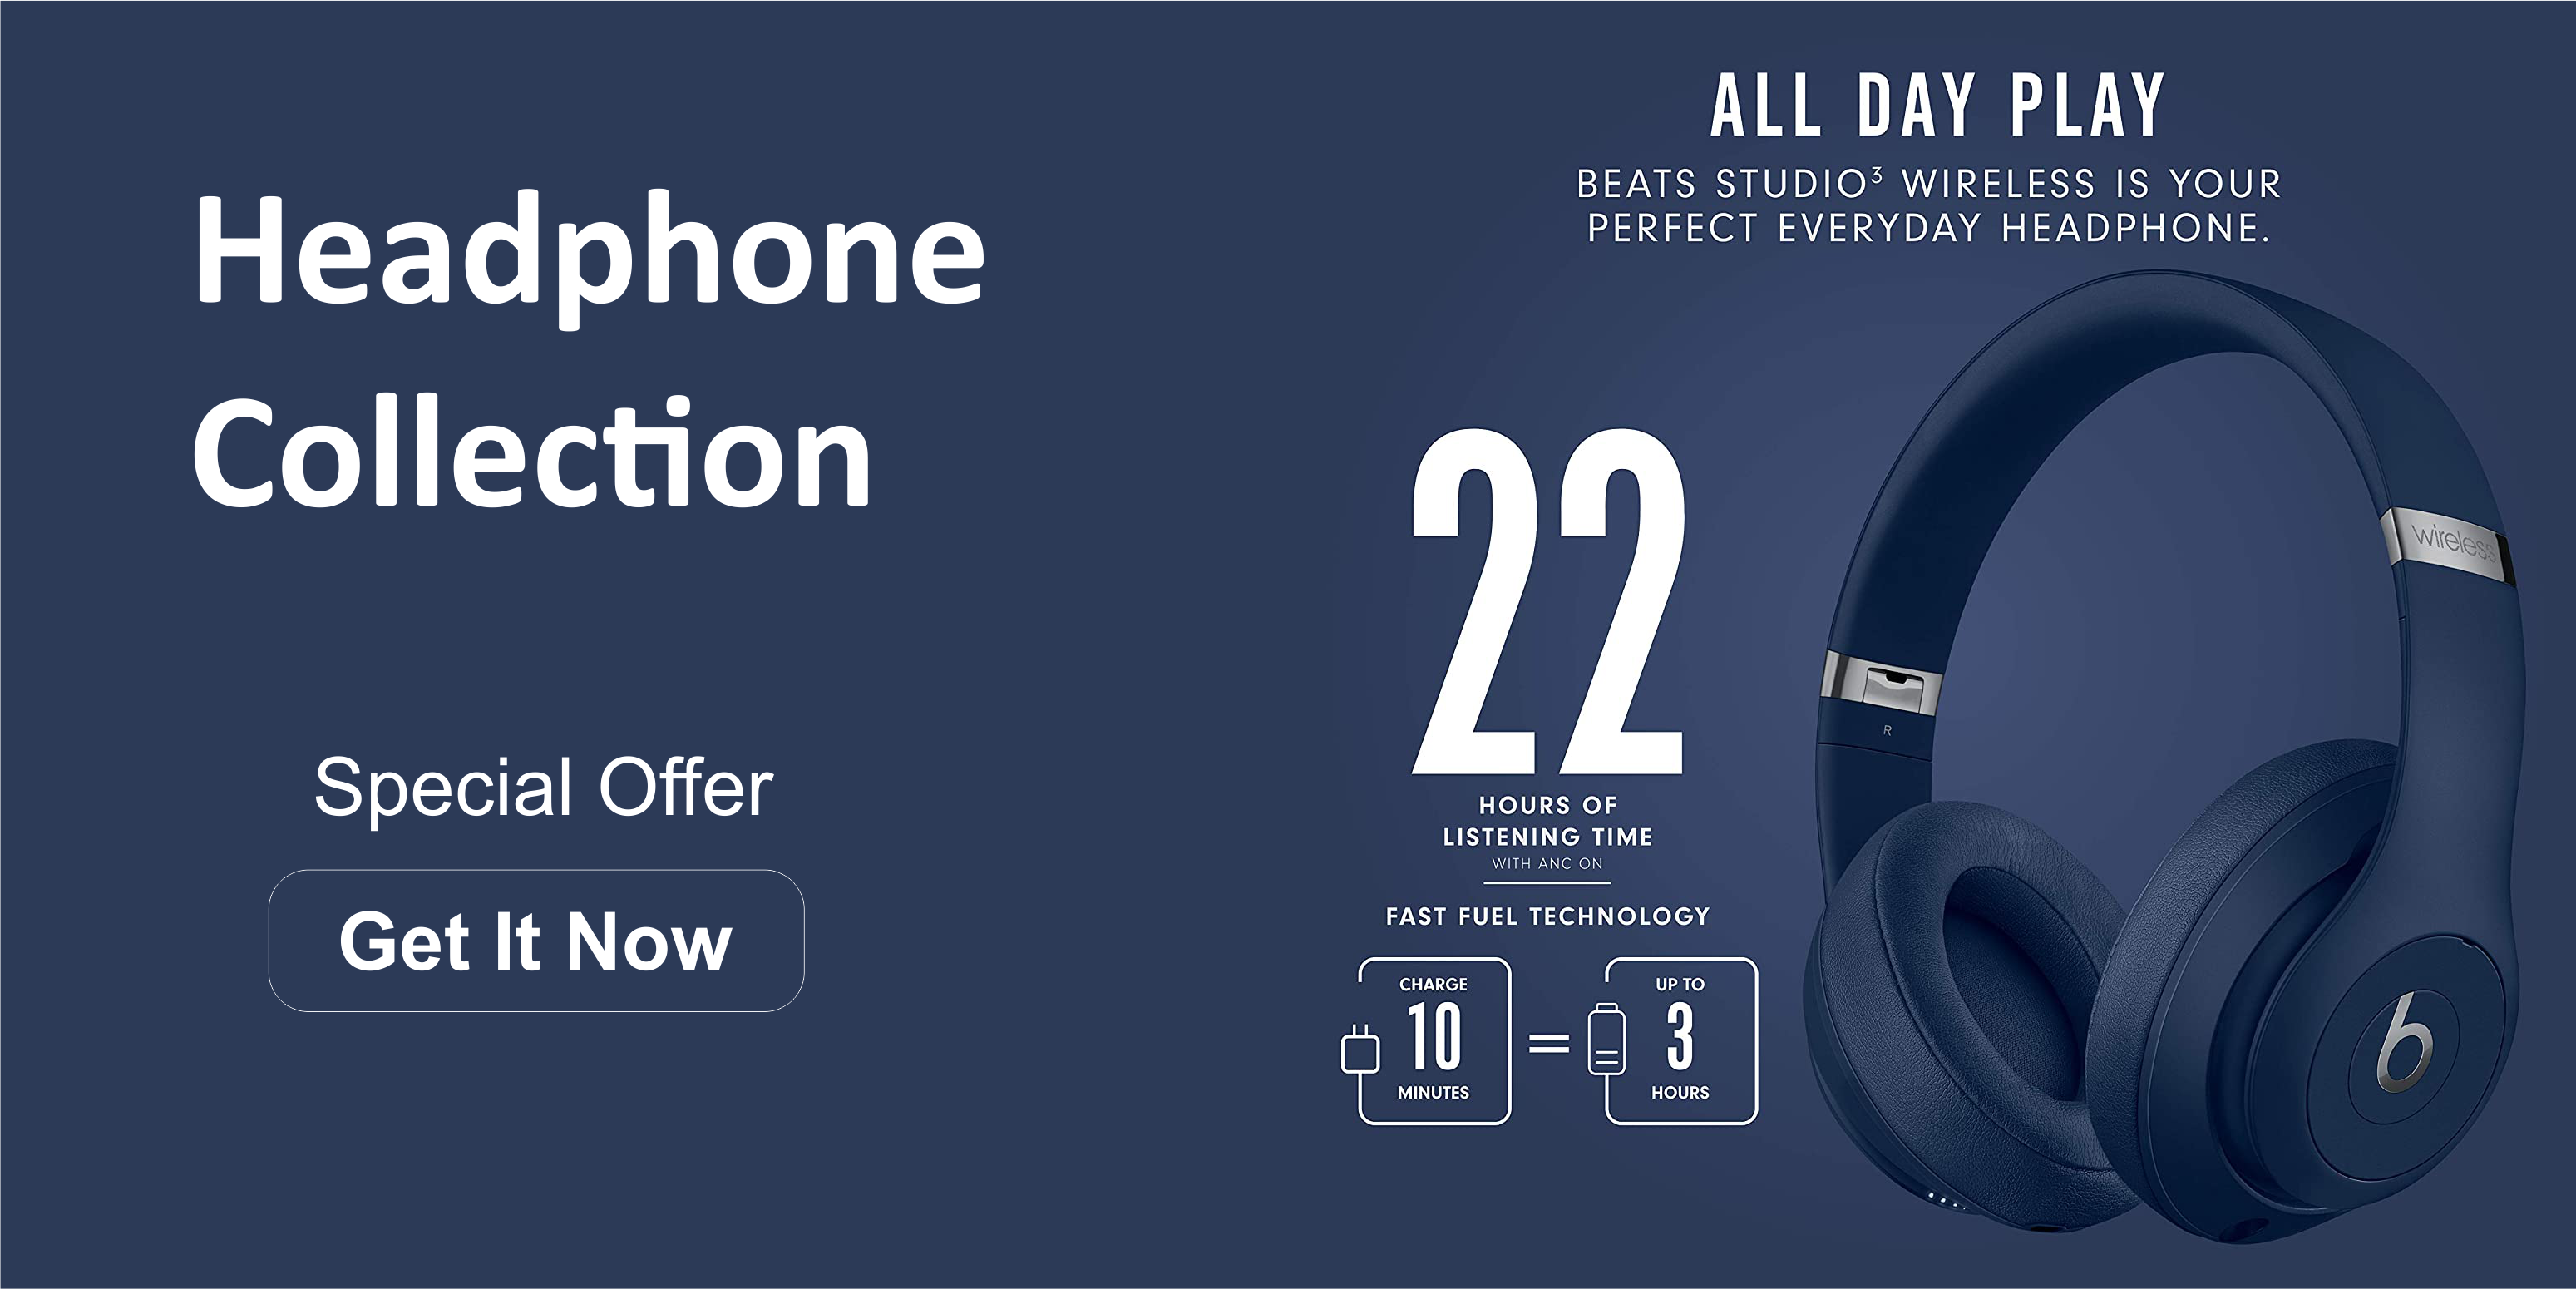 Headphone
Collection
Special Offer
Get It Now
ALL DAY PLAY
BEATS STUDIO³ WIRELESS IS YOUR
PERFECT EVERYDAY HEADPHONE.
22
HOURS OF
LISTENING TIME
WITH ANC ON
FAST FUEL TECHNOLOGY
CHARGE
10
MINUTES
=
UP TO
3
HOURS
wireless
R
b